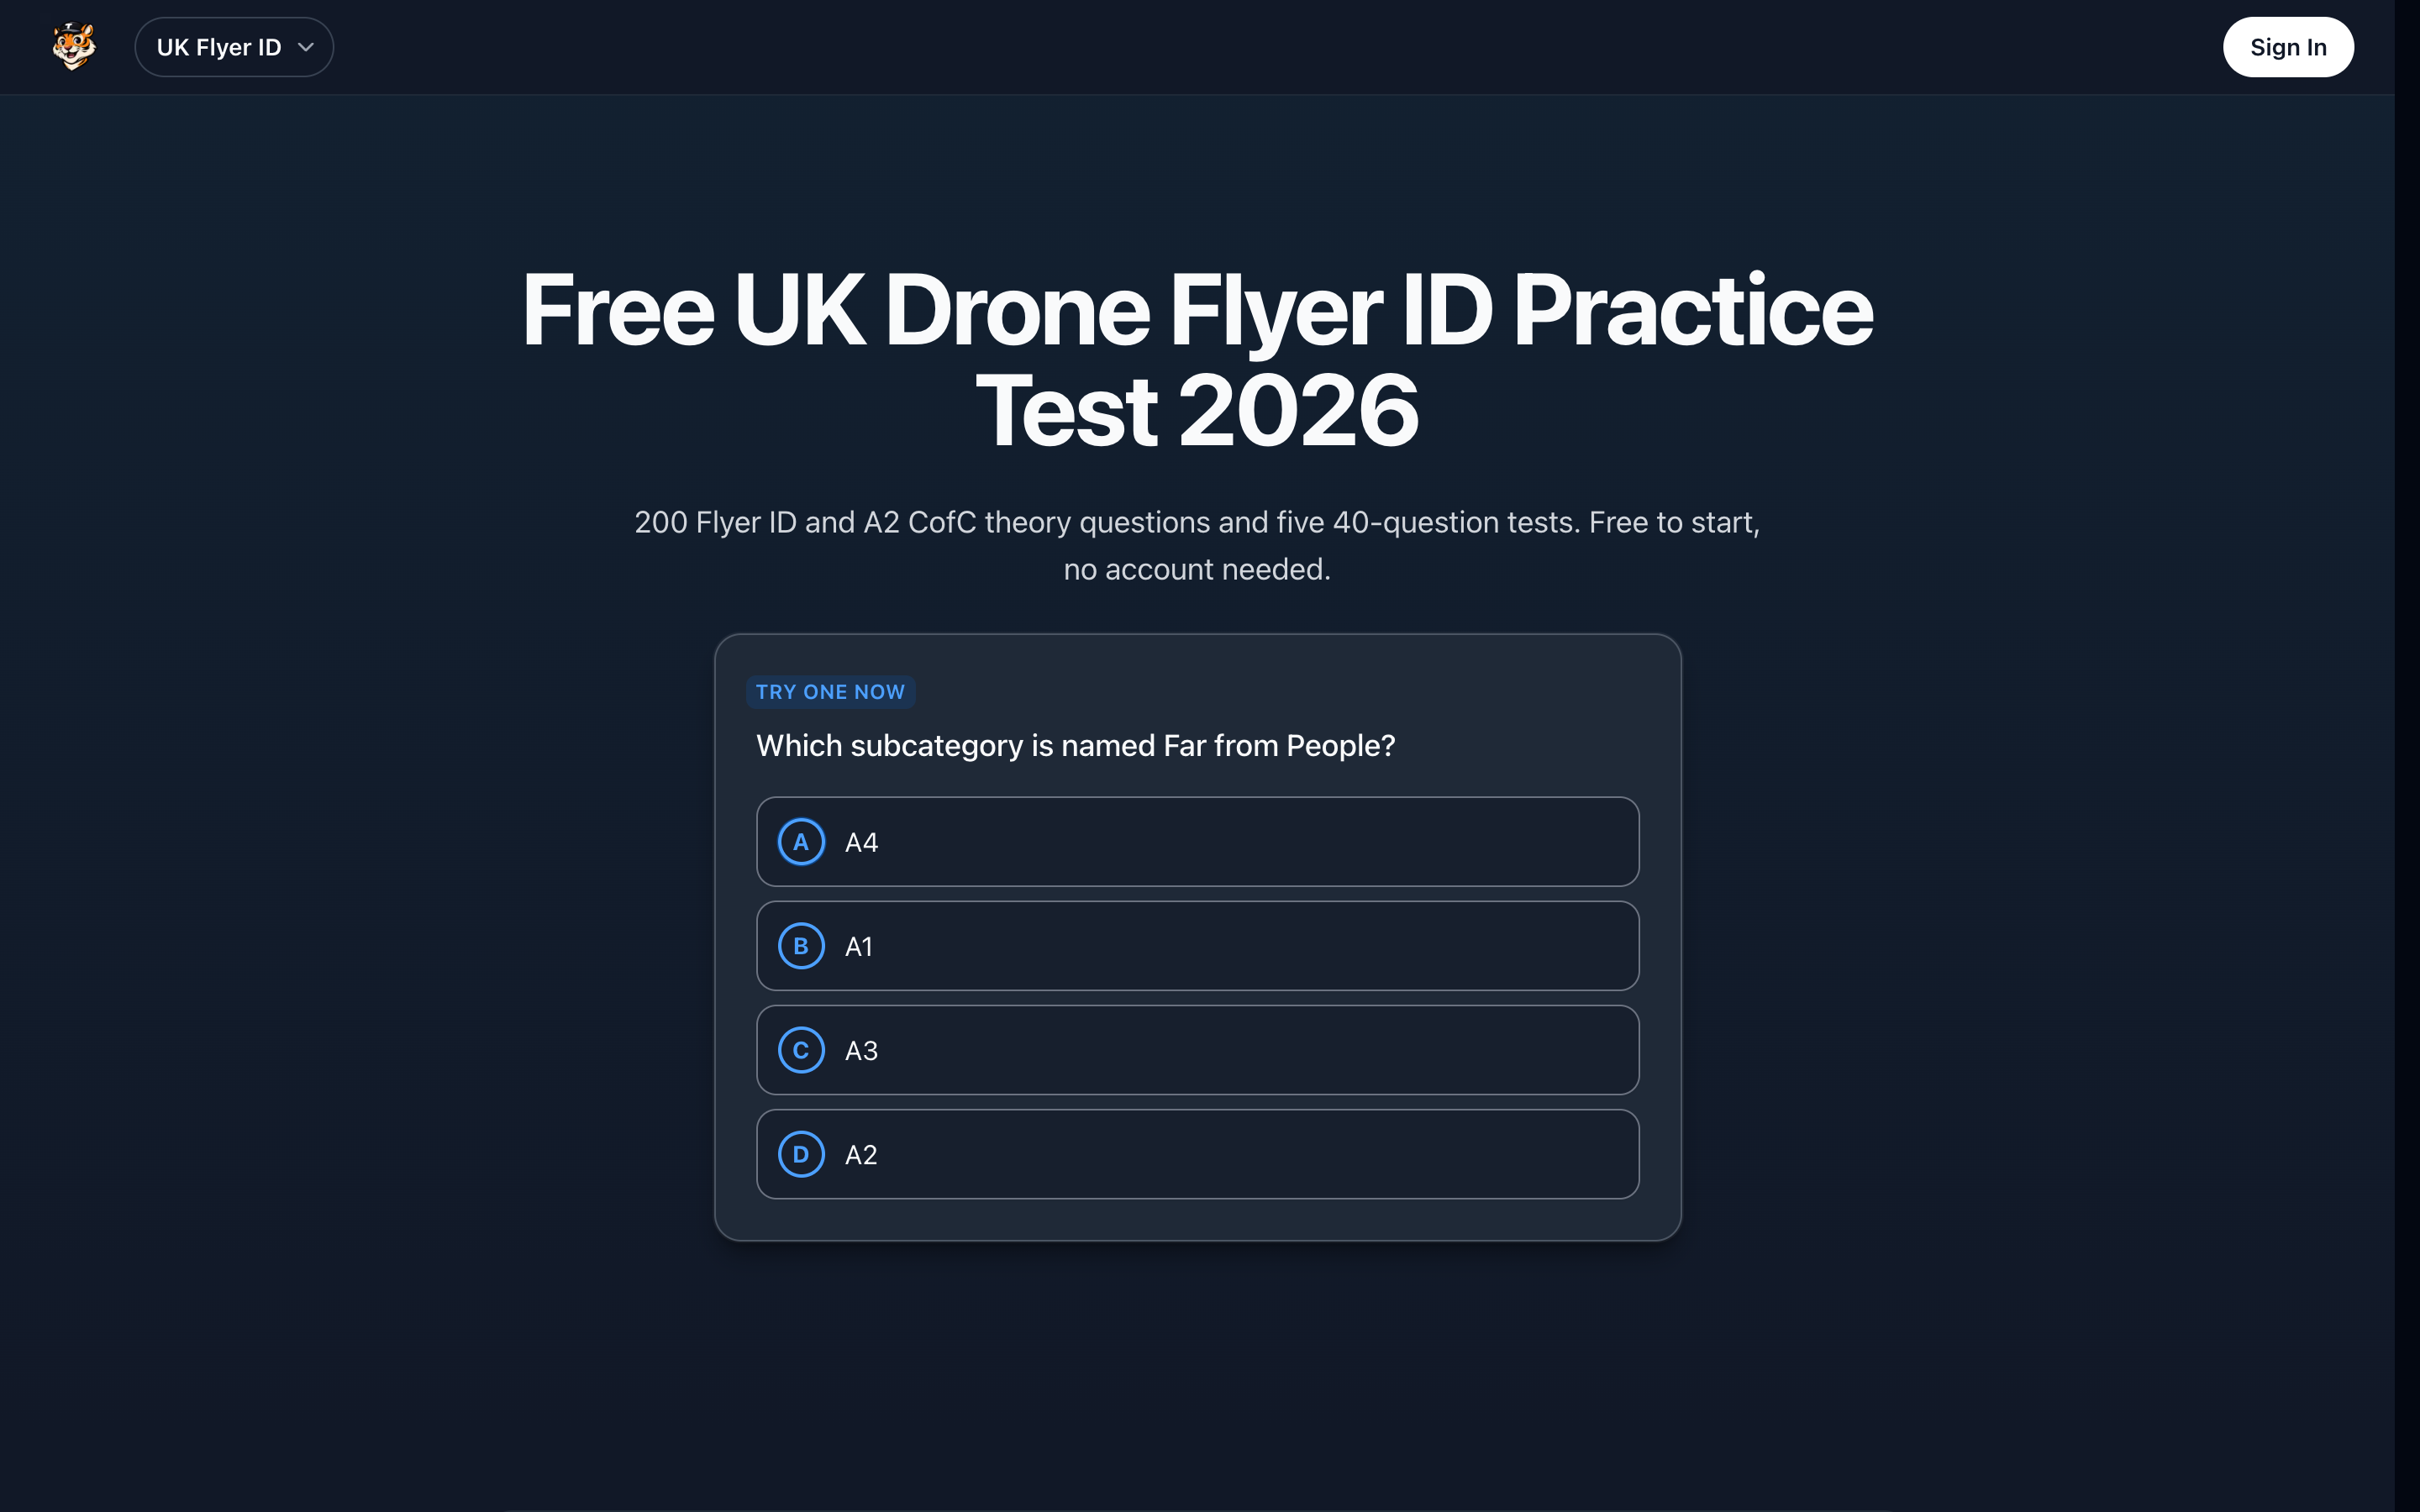 UK Flyer ID
Sign In
Free UK Drone Flyer ID Practice
Test 2026
200 Flyer ID and A2 CofC theory questions and five 40-question tests. Free to start,
no account needed.
TRY ONE NOW
Which subcategory is named Far from People?
A A4
B A1
C A3
D A2